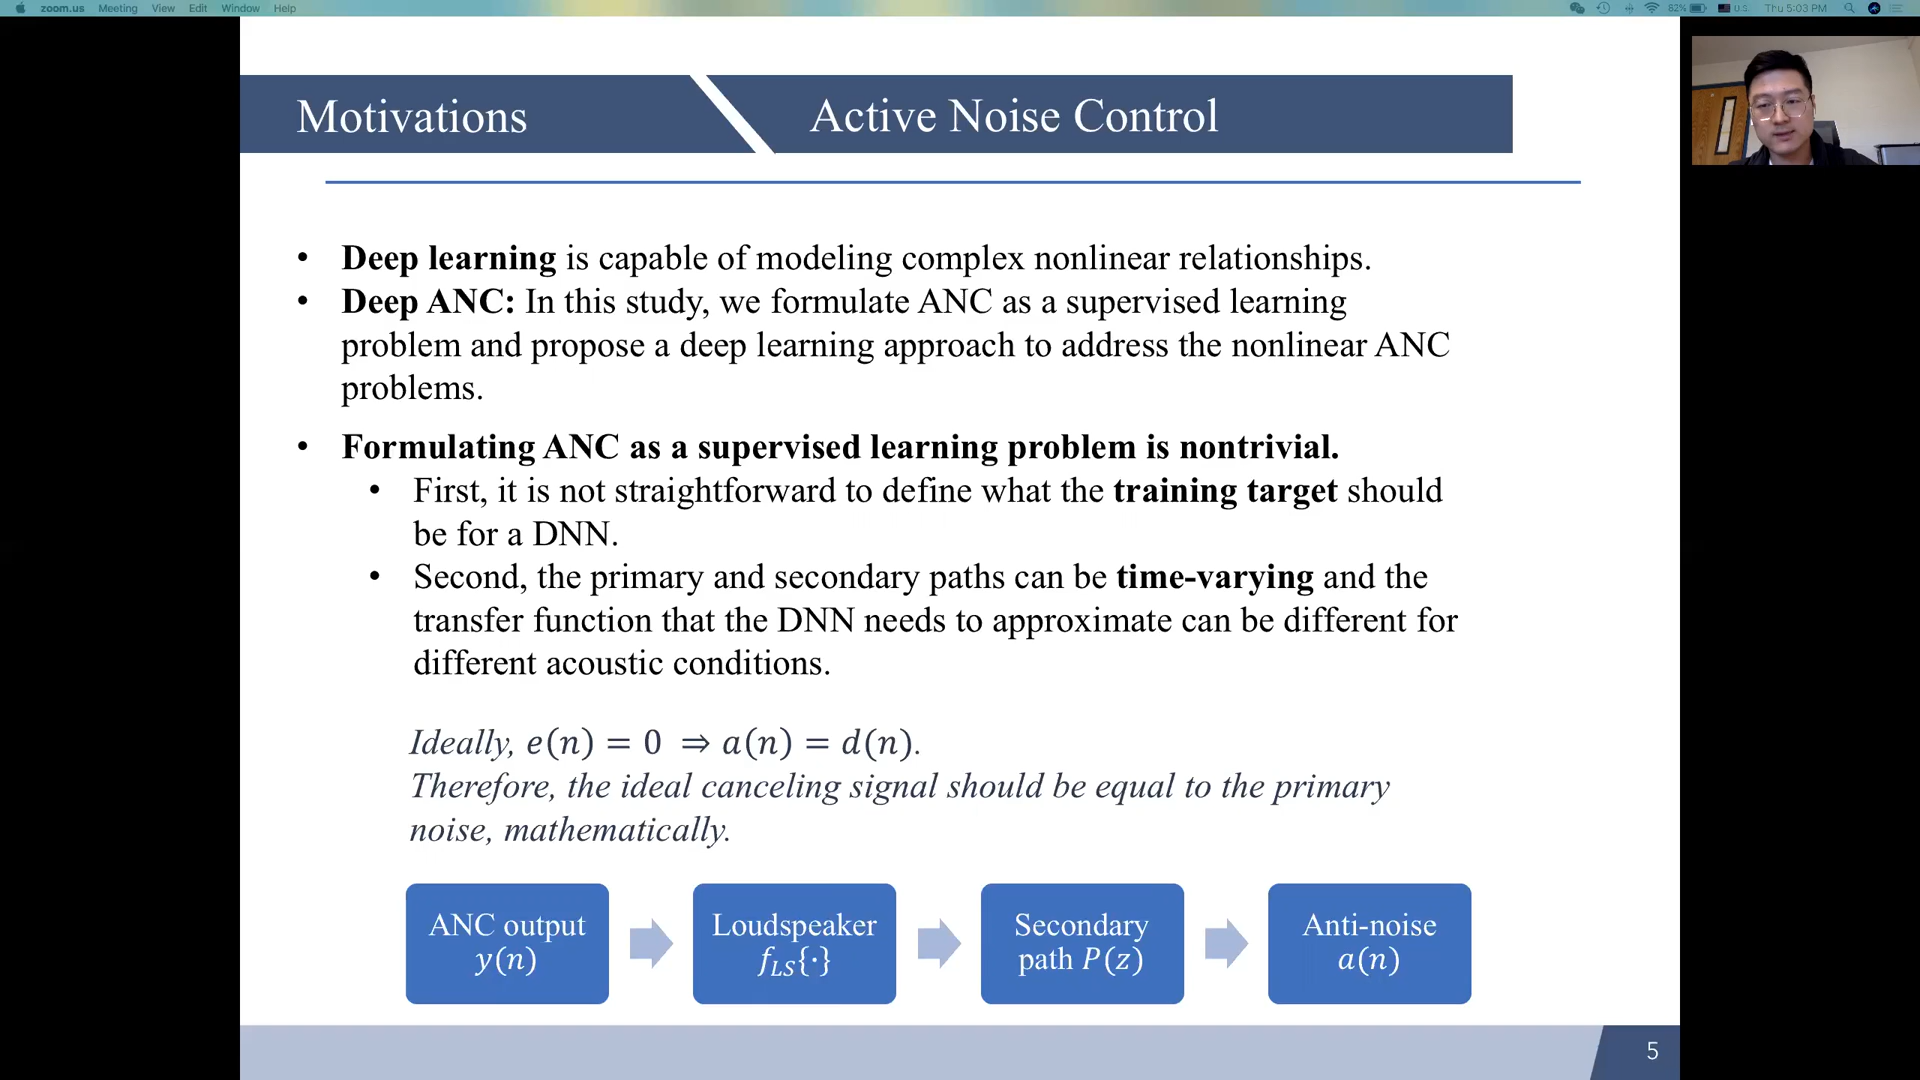 zoom.us Meeting View Edit Window Help
82% U.S. Thu 5:03 PM
Motivations
Active Noise Control
• Deep learning is capable of modeling complex nonlinear relationships.
• Deep ANC: In this study, we formulate ANC as a supervised learning
problem and propose a deep learning approach to address the nonlinear ANC
problems.
• Formulating ANC as a supervised learning problem is nontrivial.
• First, it is not straightforward to define what the training target should
be for a DNN.
• Second, the primary and secondary paths can be time-varying and the
transfer function that the DNN needs to approximate can be different for
different acoustic conditions.
Ideally, e(n) = 0 ⇒ a(n) = d(n).
Therefore, the ideal canceling signal should be equal to the primary
noise, mathematically.
ANC output
y(n)
Loudspeaker
f_{LS}{·}
Secondary
path P(z)
Anti-noise
a(n)
5